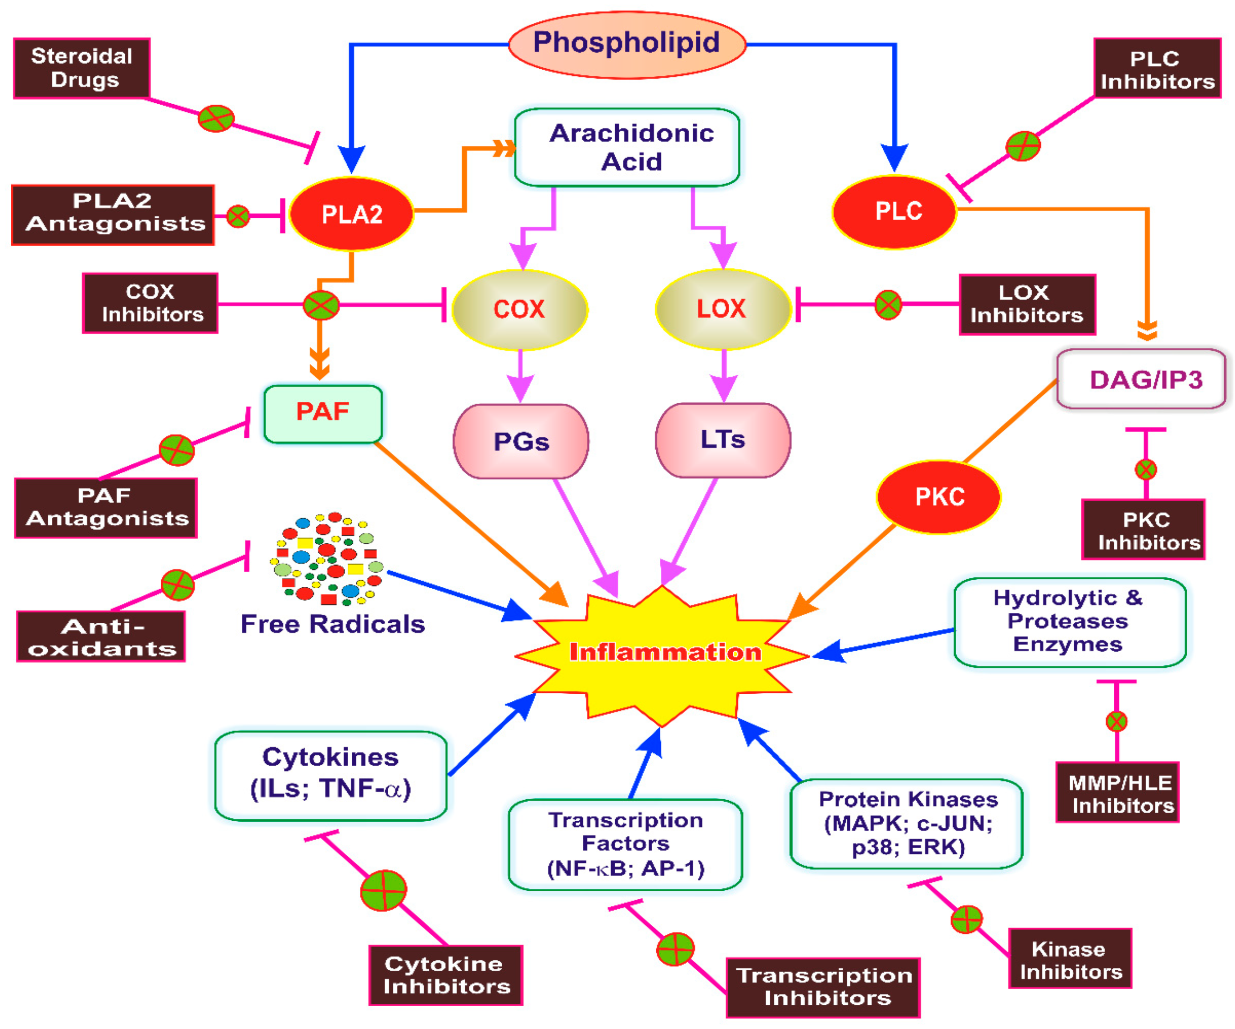 Phospholipid
Steroidal
Drugs
PLC
Inhibitors
Arachidonic
Acid
PLA2
Antagonists
PLA2
PLC
COX
Inhibitors
COX
LOX
LOX
Inhibitors
DAG/IP3
PAF
PGs
LTs
PAF
Antagonists
PKC
PKC
Inhibitors
Free Radicals
Anti-
oxidants
Inflammation
Hydrolytic &
Proteases
Enzymes
Cytokines
(ILs; TNF-α)
MMP/HLE
Inhibitors
Transcription
Factors
(NF-κB; AP-1)
Protein Kinases
(MAPK; c-JUN;
p38; ERK)
Cytokine
Inhibitors
Transcription
Inhibitors
Kinase
Inhibitors